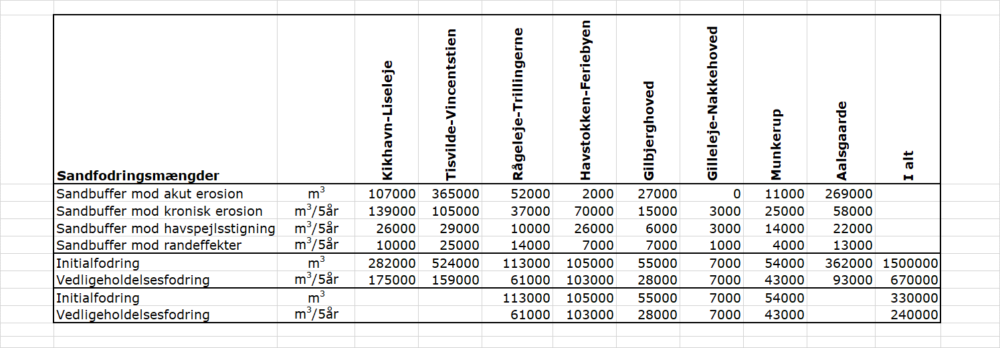 Sandfodringsmængder Kikhavn-Liseleje Tisvilde-Vincentstien Rågeleje-Trillingerne Havstokken-Feriebyen Gilbjerghoved Gilleleje-Nakkehoved Munkerup Aalsgaarde I alt
Sandbuffer mod akut erosion m³ 107000 365000 52000 2000 27000 0 11000 269000
Sandbuffer mod kronisk erosion m³/5år 139000 105000 37000 70000 15000 3000 25000 58000
Sandbuffer mod havspejlsstigning m³/5år 26000 29000 10000 26000 6000 3000 14000 22000
Sandbuffer mod randeffekter m³/5år 10000 25000 14000 7000 7000 1000 4000 13000
Initialfodring m³ 282000 524000 113000 105000 55000 7000 54000 362000 1500000
Vedligeholdelsesfodring m³/5år 175000 159000 61000 103000 28000 7000 43000 93000 670000
Initialfodring m³ 113000 105000 55000 7000 54000 330000
Vedligeholdelsesfodring m³/5år 61000 103000 28000 7000 43000 240000